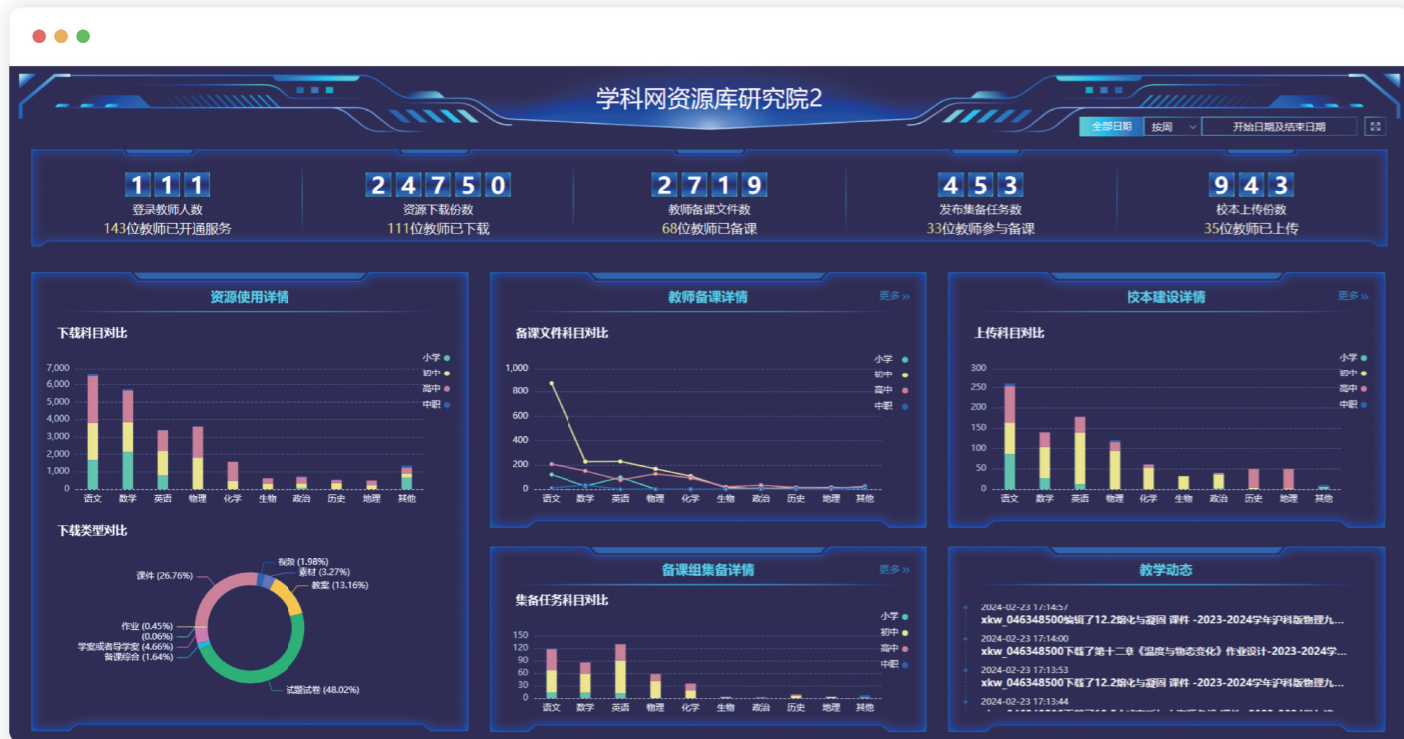 学科网资源库研究院2
全部日期 按周 开始日期及结束日期
111 24750 2719 453 943
登录教师人数 资源下载份数 教师备课文件数 发布集备任务数 校本上传份数
143位教师已开通服务 111位教师已下载 68位教师已备课 33位教师参与备课 35位教师已上传
资源使用详情
下载科目对比
小学
初中
高中
中职
7,000
6,000
5,000
4,000
3,000
2,000
1,000
0
语文 数学 英语 物理 化学 生物 政治 历史 地理 其他
下载类型对比
视频 (1.98%)
素材 (3.27%)
教案 (13.16%)
课件 (26.76%)
作业 (0.45%)
(0.06%)
学案或者导学案 (4.66%)
备课综合 (1.64%)
试题试卷 (48.02%)
教师备课详情 更多»
备课文件科目对比
小学
初中
高中
中职
1,000
800
600
400
200
0
语文 数学 英语 物理 化学 生物 政治 历史 地理 其他
校本建设详情 更多»
上传科目对比
小学
初中
高中
中职
300
250
200
150
100
50
0
语文 数学 英语 物理 化学 生物 政治 历史 地理 其他
备课组集备详情 更多»
集备任务科目对比
小学
初中
高中
中职
150
120
90
60
30
0
语文 数学 英语 物理 化学 生物 政治 历史 地理 其他
教学动态
2024-02-23 17:14:57
xkw_046348500编辑了12.2熔化与凝固 课件 -2023-2024学年沪科版物理九...
2024-02-23 17:14:00
xkw_046348500下载了第十二章《温度与物态变化》作业设计-2023-2024学...
2024-02-23 17:13:53
xkw_046348500下载了12.2熔化与凝固 课件 -2023-2024学年沪科版物理九...
2024-02-23 17:13:44